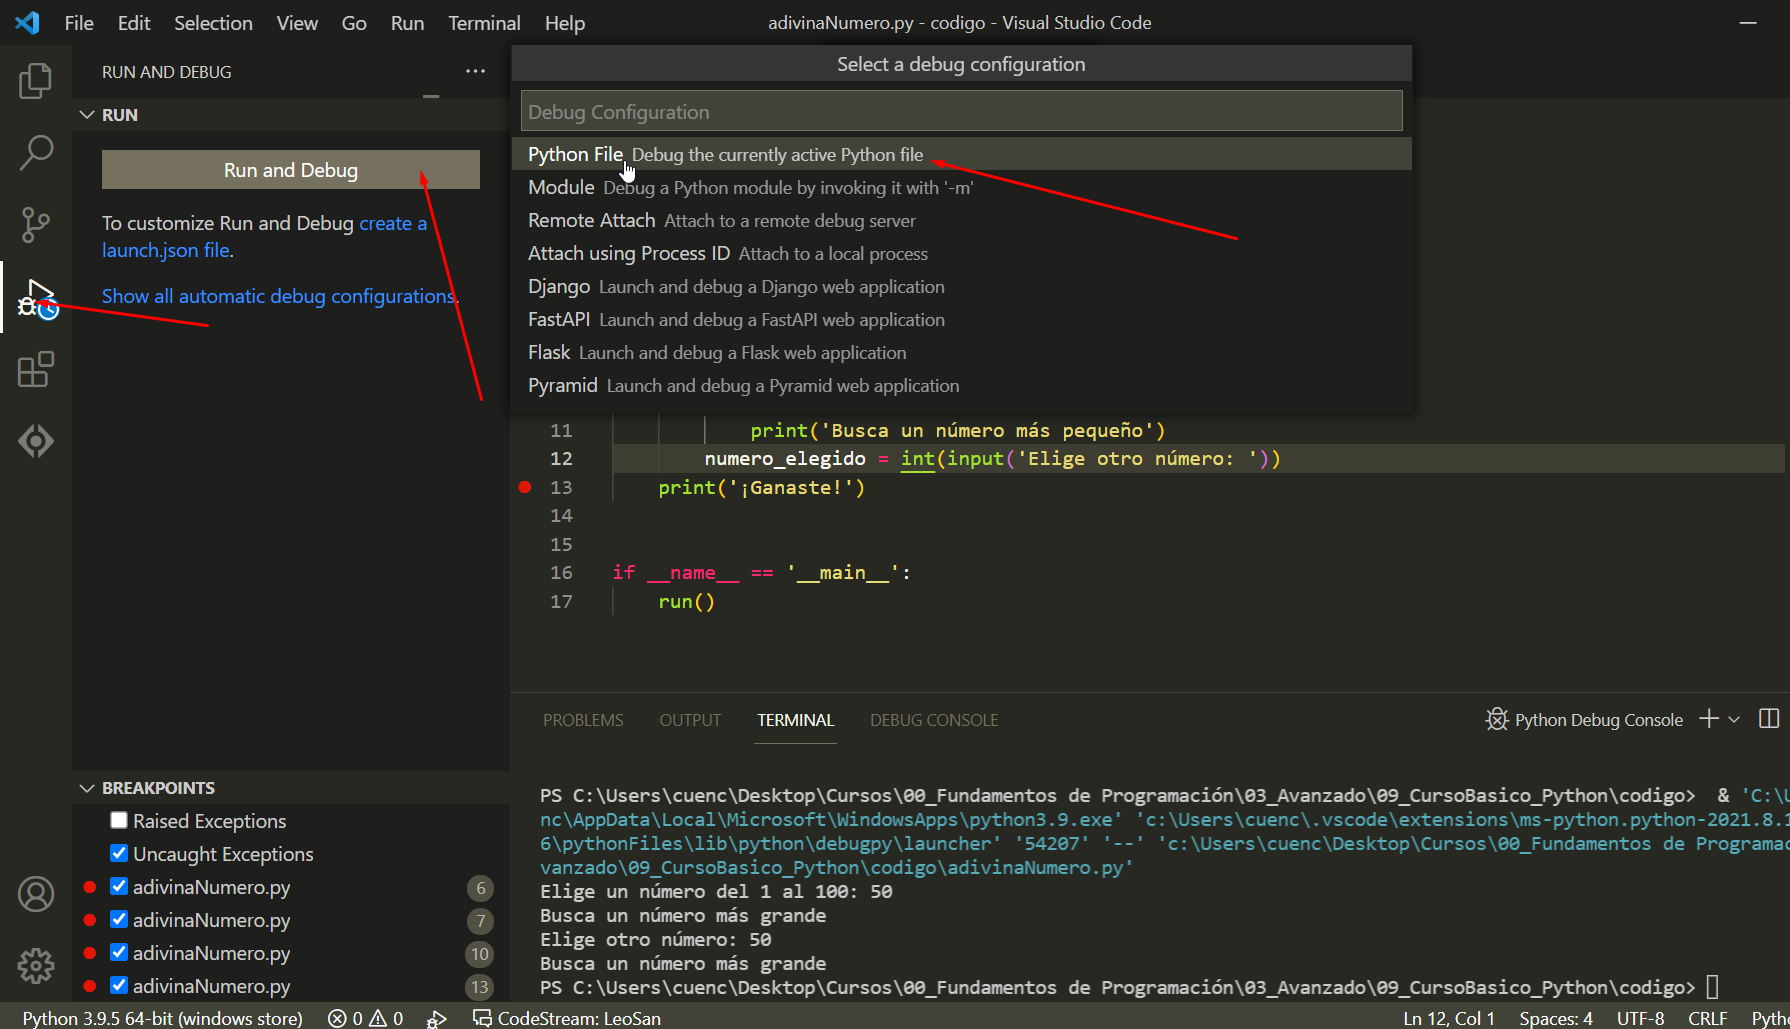 File Edit Selection View Go Run Terminal Help
adivinaNumero.py - codigo - Visual Studio Code
RUN AND DEBUG
RUN
Run and Debug
To customize Run and Debug create a
launch.json file.
Show all automatic debug configurations.
Select a debug configuration
Debug Configuration
Python File Debug the currently active Python file
Module Debug a Python module by invoking it with '-m'
Remote Attach Attach to a remote debug server
Attach using Process ID Attach to a local process
Django Launch and debug a Django web application
FastAPI Launch and debug a FastAPI web application
Flask Launch and debug a Flask web application
Pyramid Launch and debug a Pyramid web application
11 print('Busca un número más pequeño')
12 numero_elegido = int(input('Elige otro número: '))
13 print('¡Ganaste!')
14
15
16 if __name__ == '__main__':
17 run()
PROBLEMS OUTPUT TERMINAL DEBUG CONSOLE
Python Debug Console
PS C:\Users\cuenc\Desktop\Cursos\00_Fundamentos de Programación\03_Avanzado\09_CursoBasico_Python\codigo> & 'C:\U
nc\AppData\Local\Microsoft\WindowsApps\python3.9.exe' 'c:\Users\cuenc\.vscode\extensions\ms-python.python-2021.8.1
6\pythonFiles\lib\python\debugpy\launcher' '54207' '--' 'c:\Users\cuenc\Desktop\Cursos\00_Fundamentos de Programac
vanzado\09_CursoBasico_Python\codigo\adivinaNumero.py'
Elige un número del 1 al 100: 50
Busca un número más grande
Elige otro número: 50
Busca un número más grande
PS C:\Users\cuenc\Desktop\Cursos\00_Fundamentos de Programación\03_Avanzado\09_CursoBasico_Python\codigo>
BREAKPOINTS
Raised Exceptions
Uncaught Exceptions
adivinaNumero.py 6
adivinaNumero.py 7
adivinaNumero.py 10
adivinaNumero.py 13
Python 3.9.5 64-bit (windows store) 0 0 CodeStream: LeoSan
Ln 12, Col 1 Spaces: 4 UTF-8 CRLF Pyth